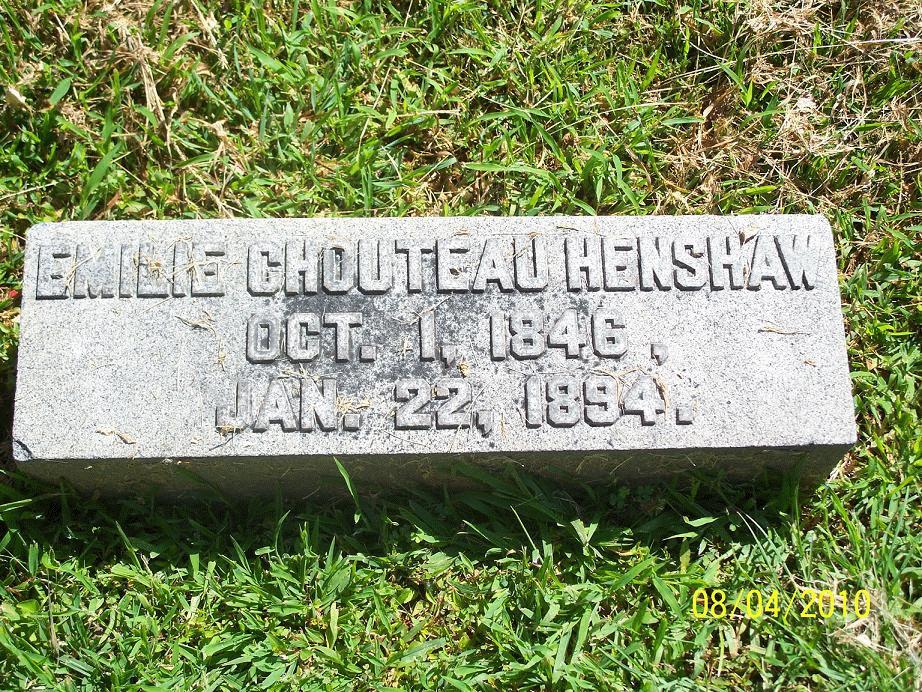 EMILIE CHOUTEAU HENSHAW
OCT. 1, 1846,
JAN. 22, 1894.
08/04/2010